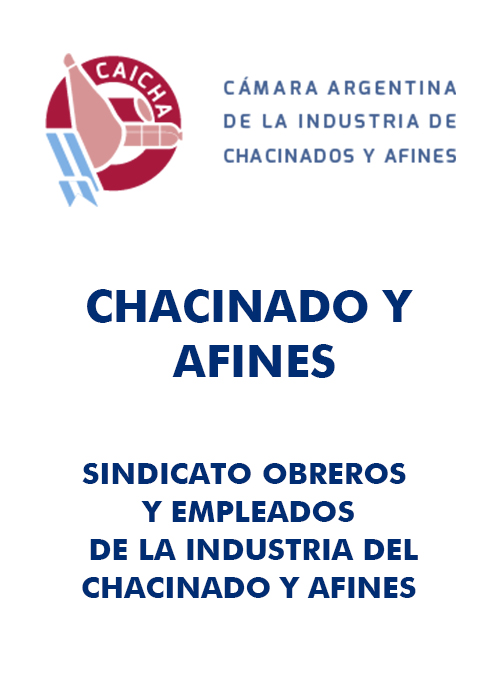 CAICHA
CÁMARA ARGENTINA
DE LA INDUSTRIA DE
CHACINADOS Y AFINES
CHACINADO Y
AFINES
SINDICATO OBREROS
Y EMPLEADOS
DE LA INDUSTRIA DEL
CHACINADO Y AFINES